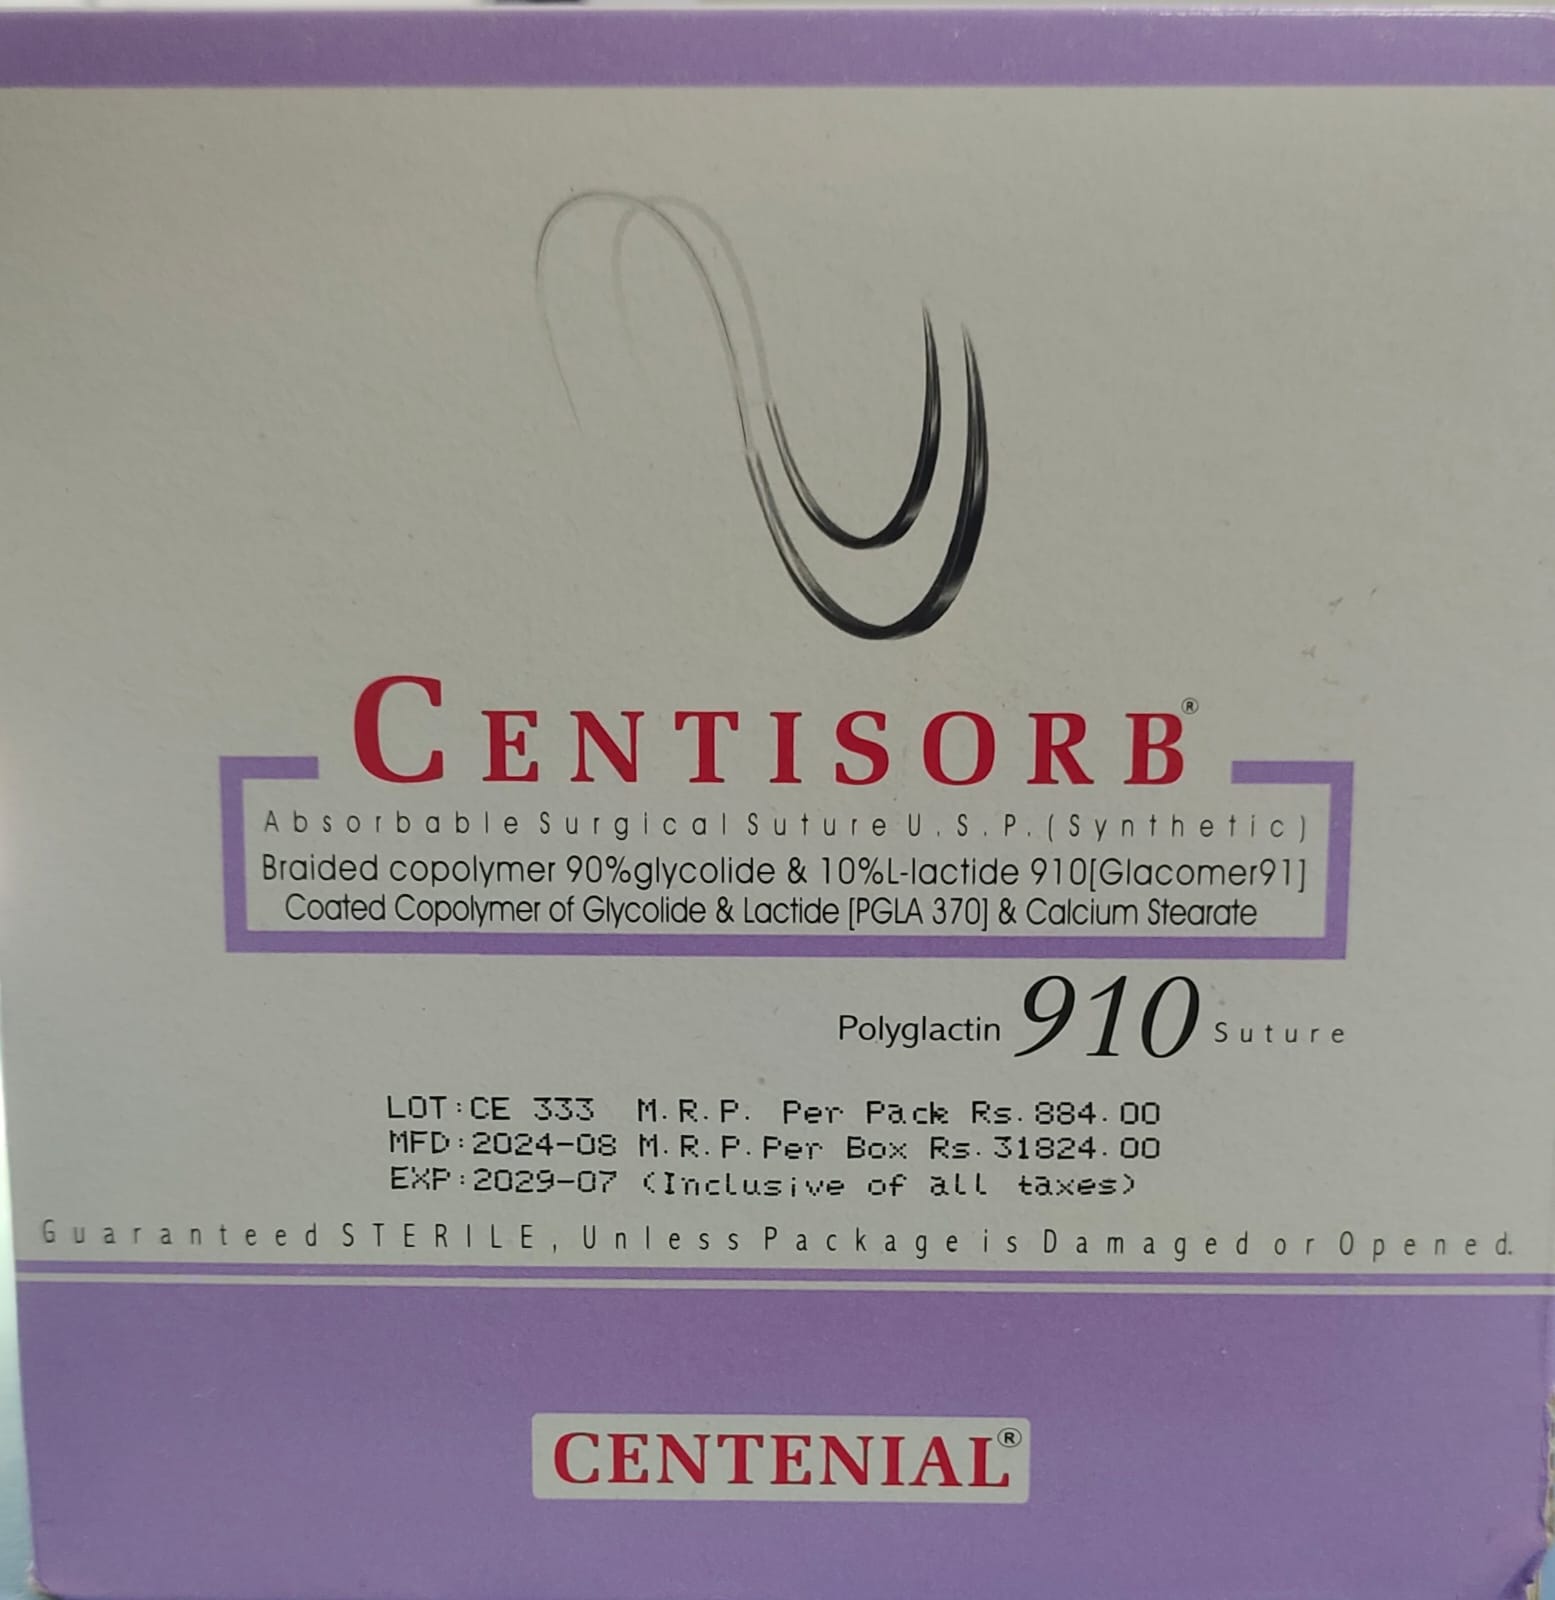 CENTISORB®
Absorbable Surgical Suture U.S.P.(Synthetic)
Braided copolymer 90%glycolide & 10%L-lactide 910[Glacomer91]
Coated Copolymer of Glycolide & Lactide [PGLA 370] & Calcium Stearate
Polyglactin 910 Suture
LOT:CE 333 M.R.P. Per Pack Rs.884.00
MFD:2024-08 M.R.P.Per Box Rs.31824.00
EXP:2029-07 (Inclusive of all taxes)
Guaranteed STERILE, Unless Package is Damaged or Opened.
CENTENIAL®